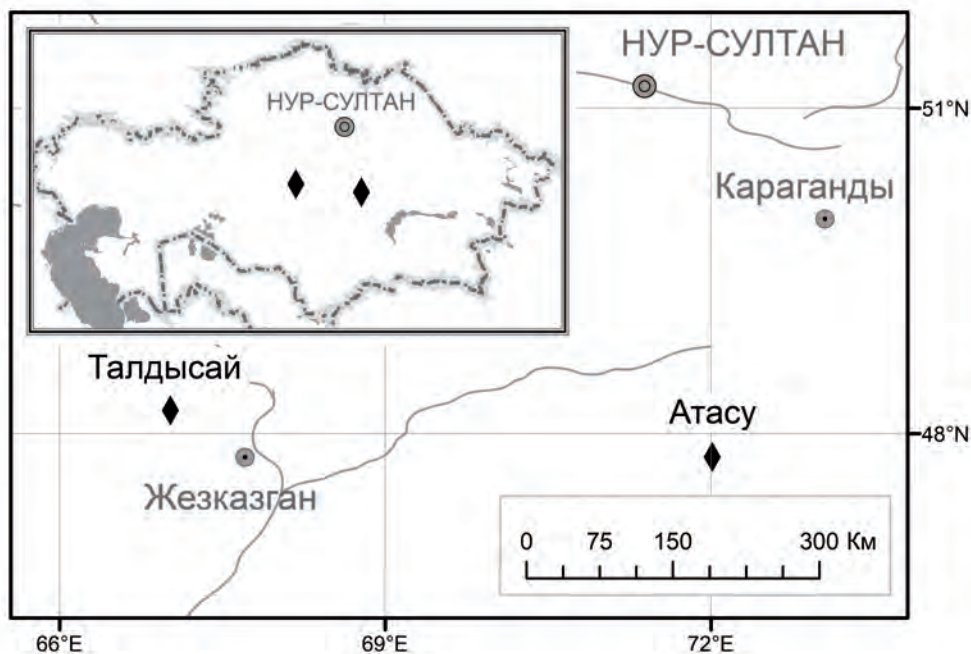 НУР-СУЛТАН
НУР-СУЛТАН
51°N
Караганды
Талдысай
Атасу
48°N
Жезказган
0 75 150 300 Км
66°E 69°E 72°E